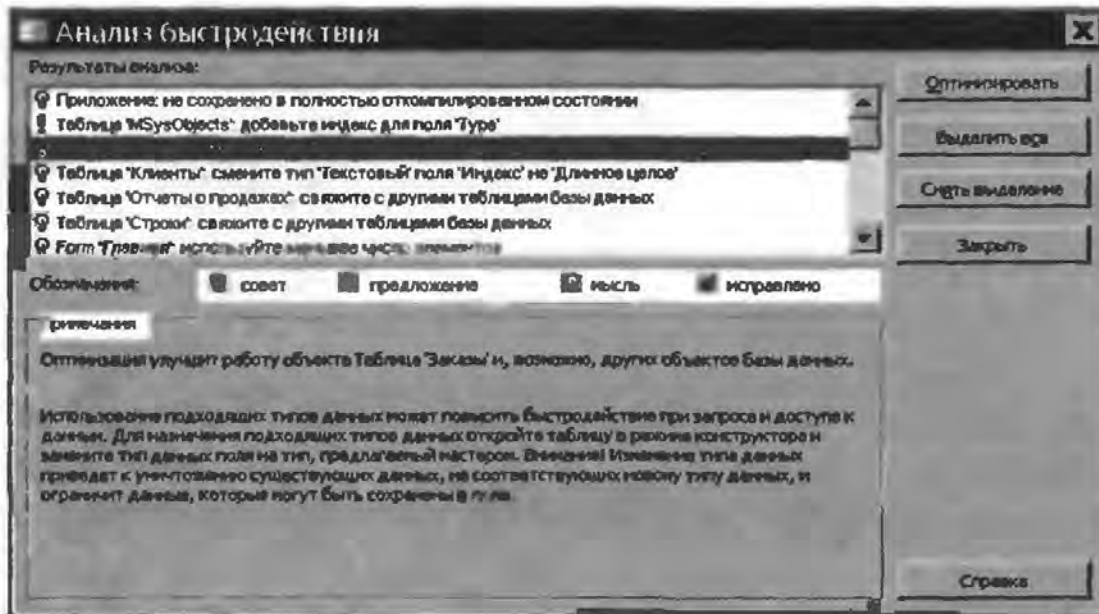 Анализ быстродействия
Результаты анализа:
Приложение: не сохранено в полностью откомпилированном состоянии
Таблица 'MSysObjects': добавьте индекс для поля 'Type'
Таблица 'Клиенты': смените тип 'Текстовый' поля 'Индекс' на 'Длинное целое'
Таблица 'Отчеты о продажах': свяжите с другими таблицами базы данных
Таблица 'Строки': свяжите с другими таблицами базы данных
Form 'Главная': используйте меньшее число элементов
Обозначения: совет предложение мысль исправлено
римечания
Оптимизация улучшит работу объекта Таблица 'Заказы' и, возможно, других объектов базы данных.
Использование подходящих типов данных может повысить быстродействие при запросе и доступе к
данным. Для назначения подходящих типов данных откройте таблицу в режиме конструктора и
замените тип данных поля на тип, предлагаемый мастером. Внимание! Изменение типа данных
приведет к уничтожению существующих данных, не соответствующих новому типу данных, и
ограничит данные, которые могут быть сохранены в поле.
Оптимизировать
Выделить все
Снять выделение
Закрыть
Справка